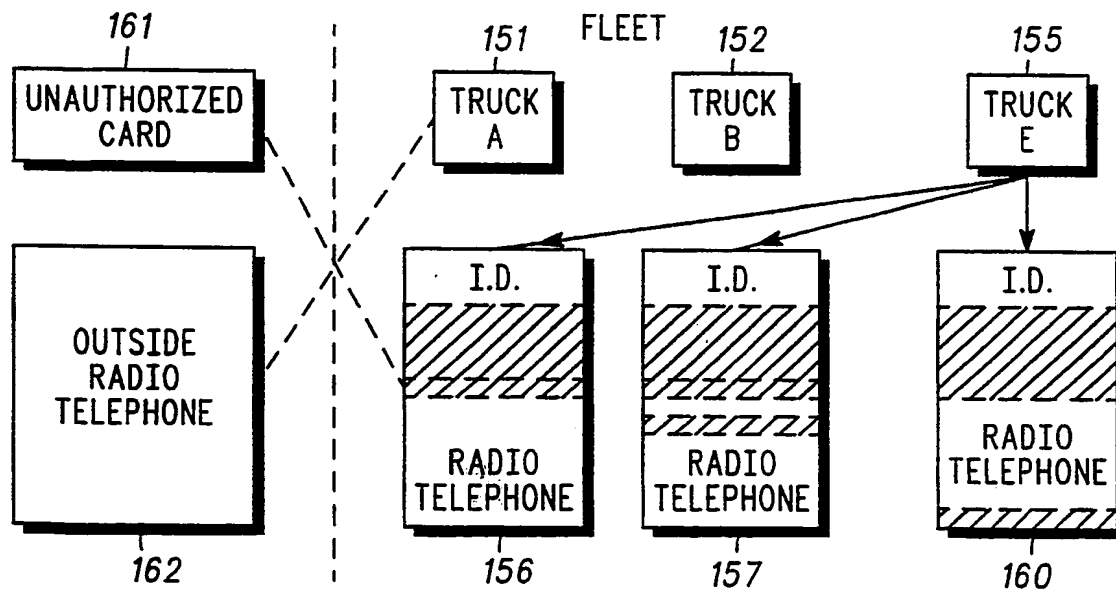 FLEET
161
151
152
155
UNAUTHORIZED
CARD
TRUCK
A
TRUCK
B
TRUCK
E
OUTSIDE
RADIO
TELEPHONE
I.D.
RADIO
TELEPHONE
I.D.
RADIO
TELEPHONE
I.D.
RADIO
TELEPHONE
162
156
157
160